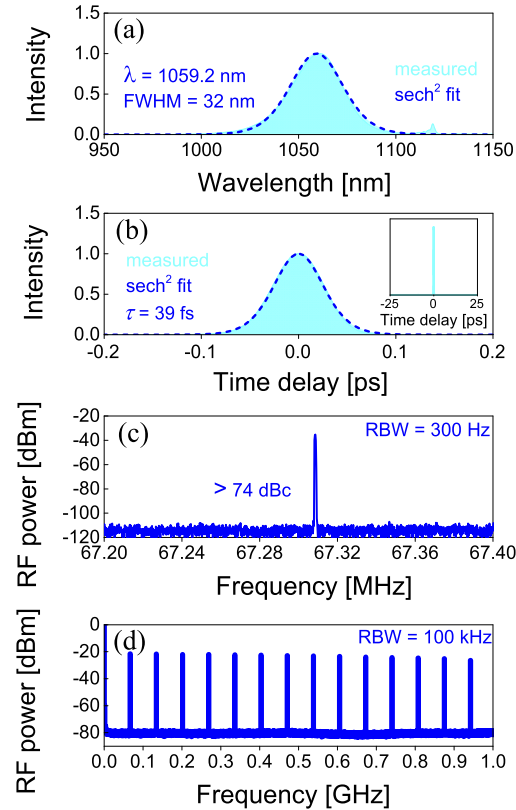 1.5
(a)
1.0
λ = 1059.2 nm
measured
FWHM = 32 nm
sech² fit
0.5
0.0
Intensity
950 1000 1050 1100 1150
Wavelength [nm]
1.5
(b)
1.0
measured
sech² fit
0.5
τ = 39 fs
0.0
Intensity
-25 0 25
Time delay [ps]
-0.2 -0.1 0.0 0.1 0.2
Time delay [ps]
-20
(c)
RBW = 300 Hz
-40
-60
-80
> 74 dBc
-100
-120
RF power [dBm]
67.20 67.24 67.28 67.32 67.36 67.40
Frequency [MHz]
0
(d)
RBW = 100 kHz
-20
-40
-60
-80
RF power [dBm]
0.0 0.1 0.2 0.3 0.4 0.5 0.6 0.7 0.8 0.9 1.0
Frequency [GHz]